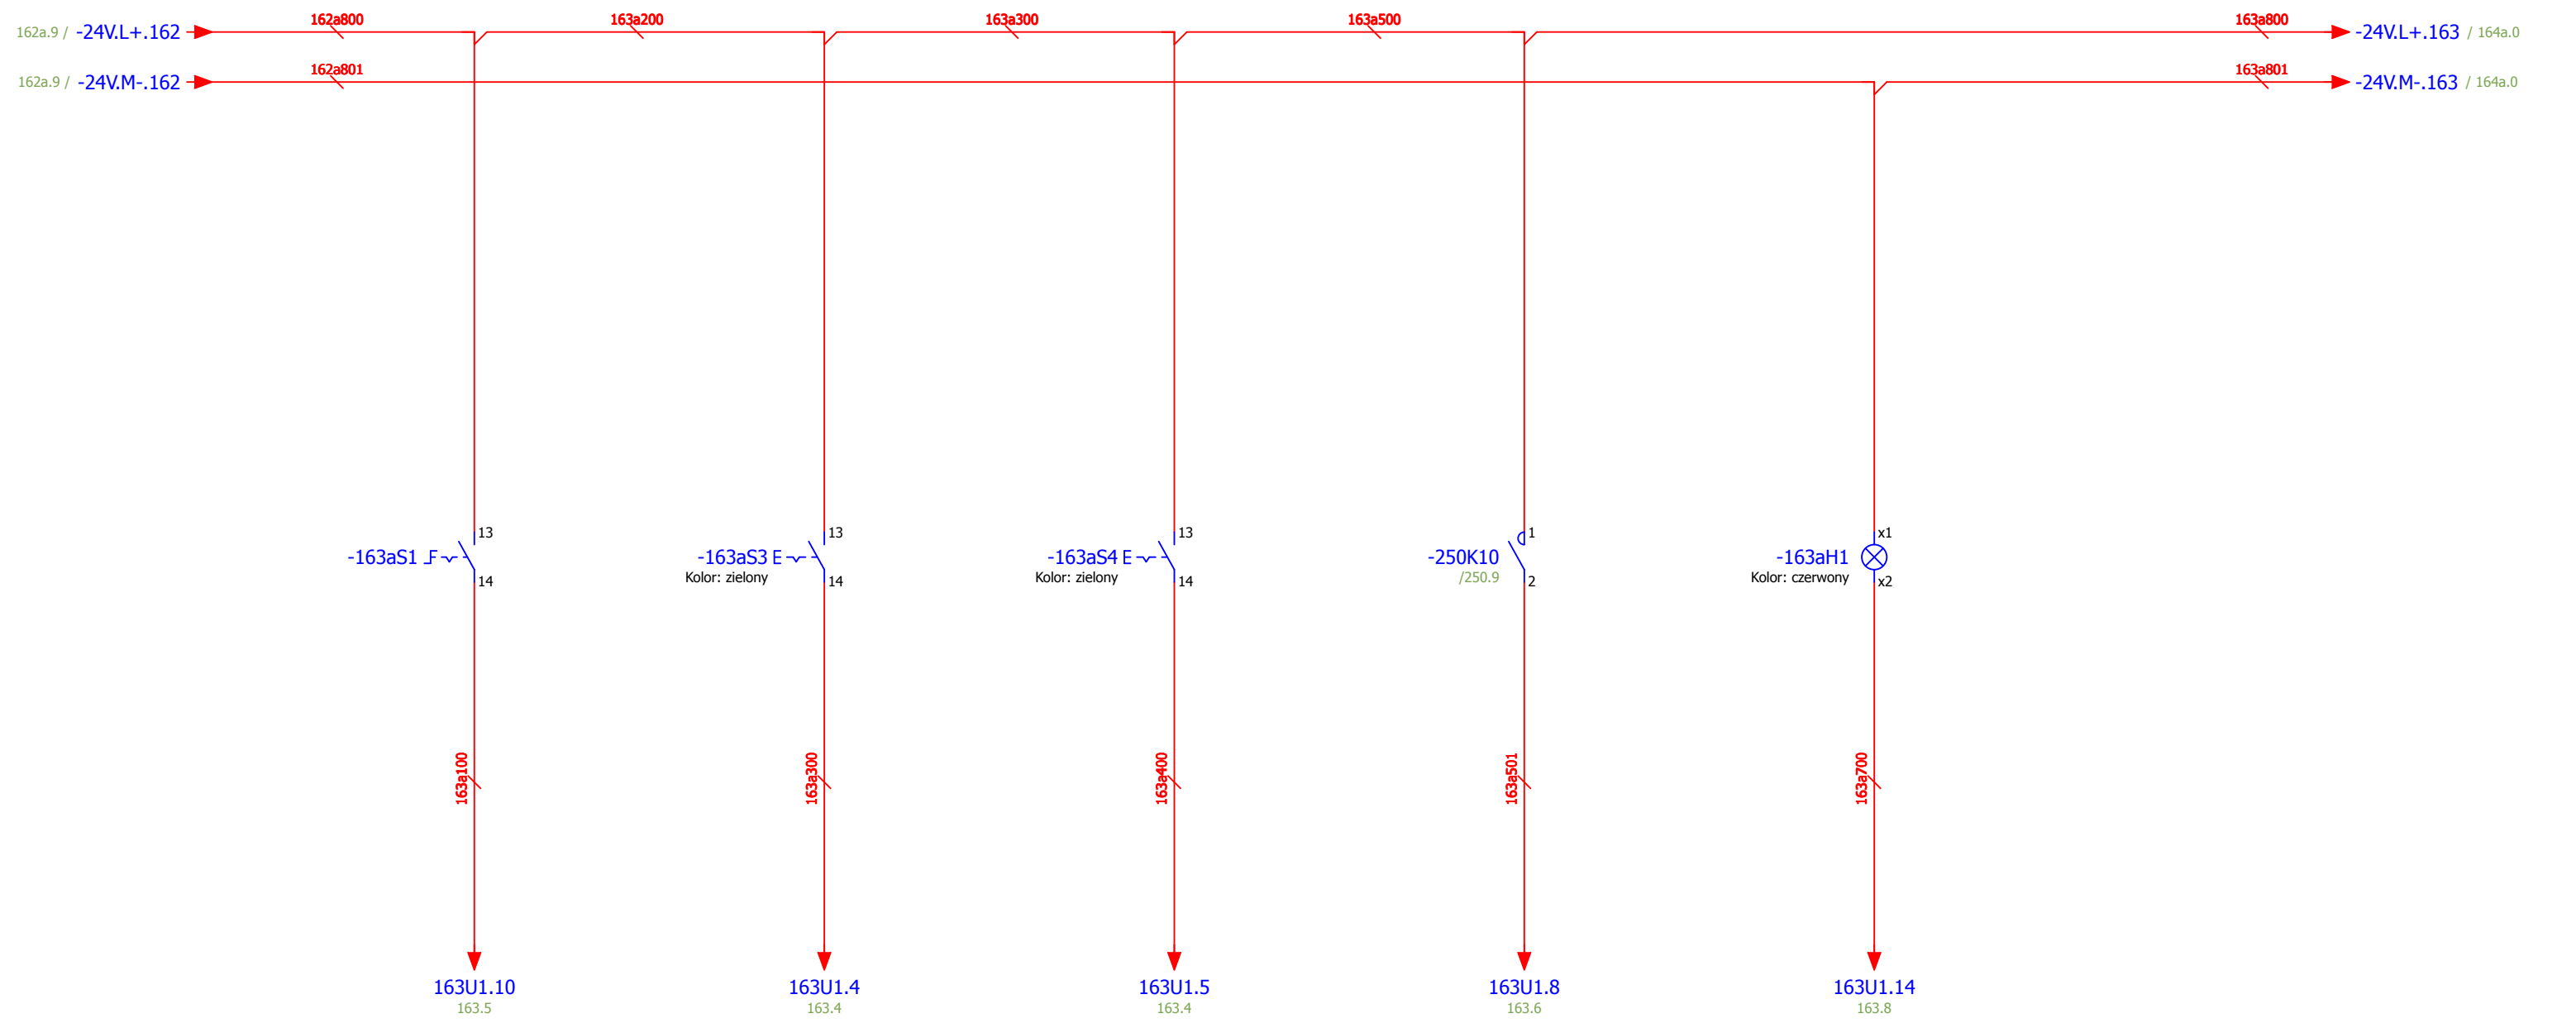 162a800 163a200 163a300 163a500 163a800
162a.9 / -24V.L+.162 -24V.L+.163 / 164a.0
162a801 163a801
162a.9 / -24V.M-.162 -24V.M-.163 / 164a.0
13 13 13 1 x1
-163aS1 -163aS3 E -163aS4 E -250K10 -163aH1
Kolor: zielony Kolor: zielony /250.9 Kolor: czerwony
14 14 14 2 x2
163a100 163a300 163a400 163a501 163a700
163U1.10 163U1.4 163U1.5 163U1.8 163U1.14
163.5 163.4 163.4 163.6 163.8